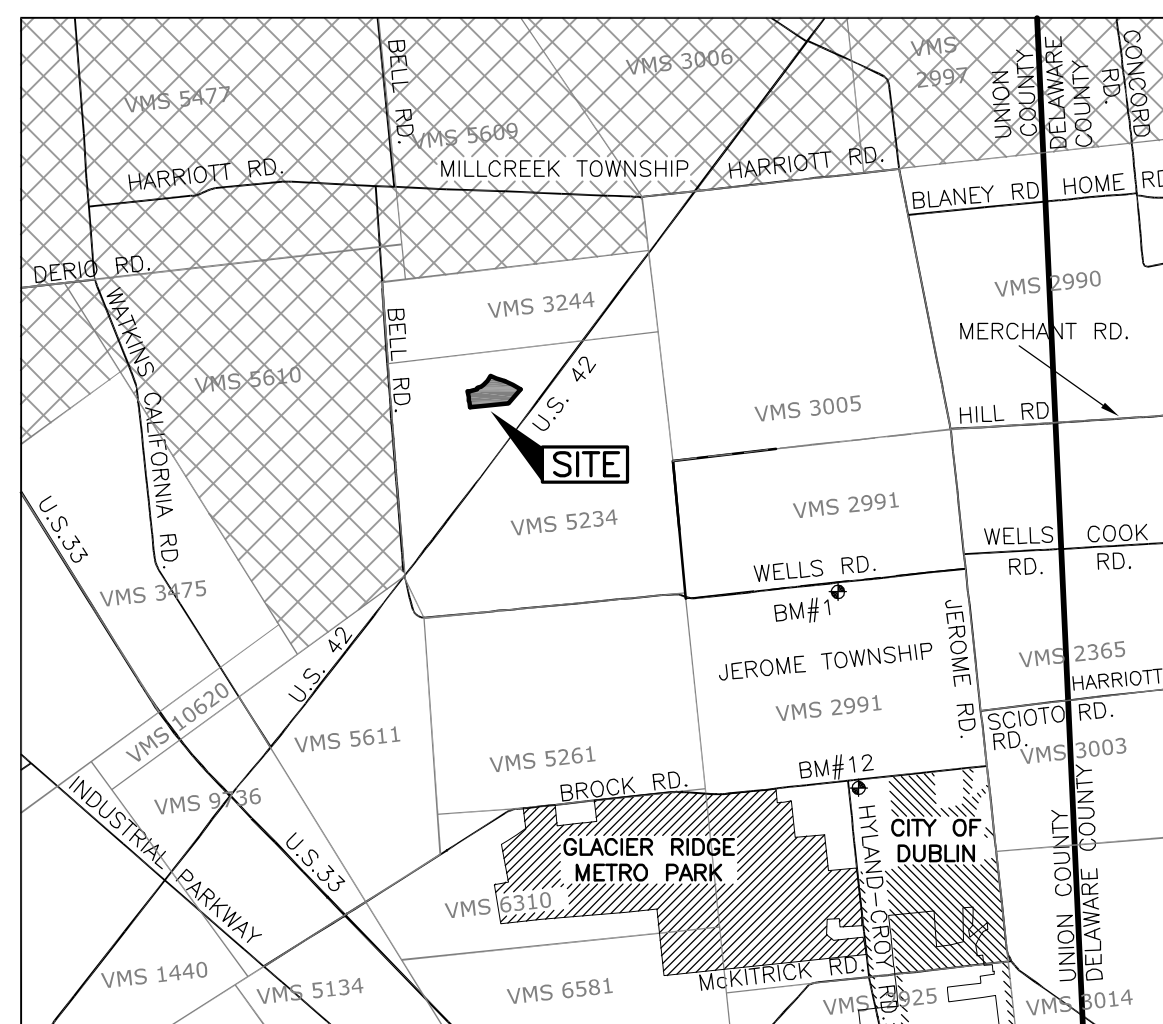 BELL RD.
VMS 3006
VMS
2997
UNION
COUNTY
DELAWARE
COUNTY
CONCORD
RD.
VMS 5477
VMS 5609
HARRIOTT RD.
MILLCREEK TOWNSHIP
HARRIOTT RD.
BLANEY RD
HOME RD
DERIO RD.
VMS 3244
VMS 2990
WATKINS CALIFORNIA RD.
BELL RD.
MERCHANT RD.
VMS 5610
U.S. 42
VMS 3005
HILL RD
SITE
U.S.33
VMS 5234
VMS 2991
WELLS
RD.
COOK
RD.
VMS 3475
WELLS RD.
BM#1
JEROME RD.
U.S. 42
JEROME TOWNSHIP
VMS 2365
HARRIOTT
RD.
VMS 10620
VMS 2991
SCIOTO
RD.
VMS 5611
VMS 5261
VMS 3003
BM#12
BROCK RD.
INDUSTRIAL PARKWAY
VMS 9736
U.S.33
GLACIER RIDGE
METRO PARK
HYLAND-CROY RD.
CITY OF
DUBLIN
UNION COUNTY
DELAWARE COUNTY
VMS 6310
VMS 1440
VMS 5134
VMS 6581
McKITRICK RD.
VMS 2925
VMS 3014